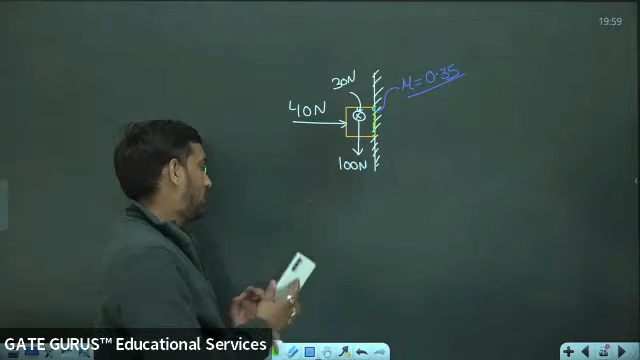 19:59
30N
μ=0.35
40N
100N
GATE GURUS™ Educational Services